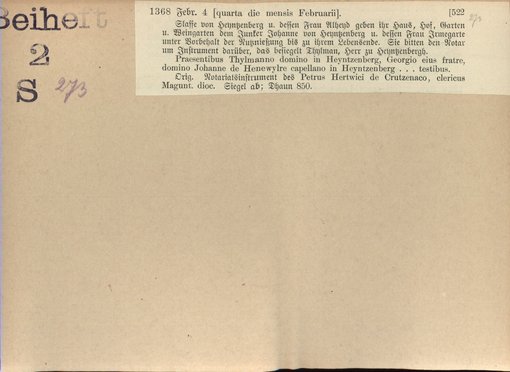 Beiheft
2
S 273
1368 Febr. 4 [quarta die mensis Februarii]. [522
273
Slasse von Heyntzenberg u. dessen Frau Alheyd geben ihr Haus, Hof, Garten
u. Weingarten dem Junker Johanne von Heyntzenberg u. dessen Frau Irmegarte
unter Vorbehalt der Nutznießung bis zu ihrem Lebensende. Sie bitten den Notar
um Instrument darüber, das besiegelt Thylman, Herr zu Heyntzenbergh.
Praesentibus Thylmanno domino in Heyntzenberg, Georgio eius fratre,
domino Johanne de Henewylre capellano in Heyntzenberg . . . testibus.
Orig. Notariatsinstrument des Petrus Hertwici de Crutzenaco, clericus
Magunt. dioc. Siegel ab; Dhaun 850.